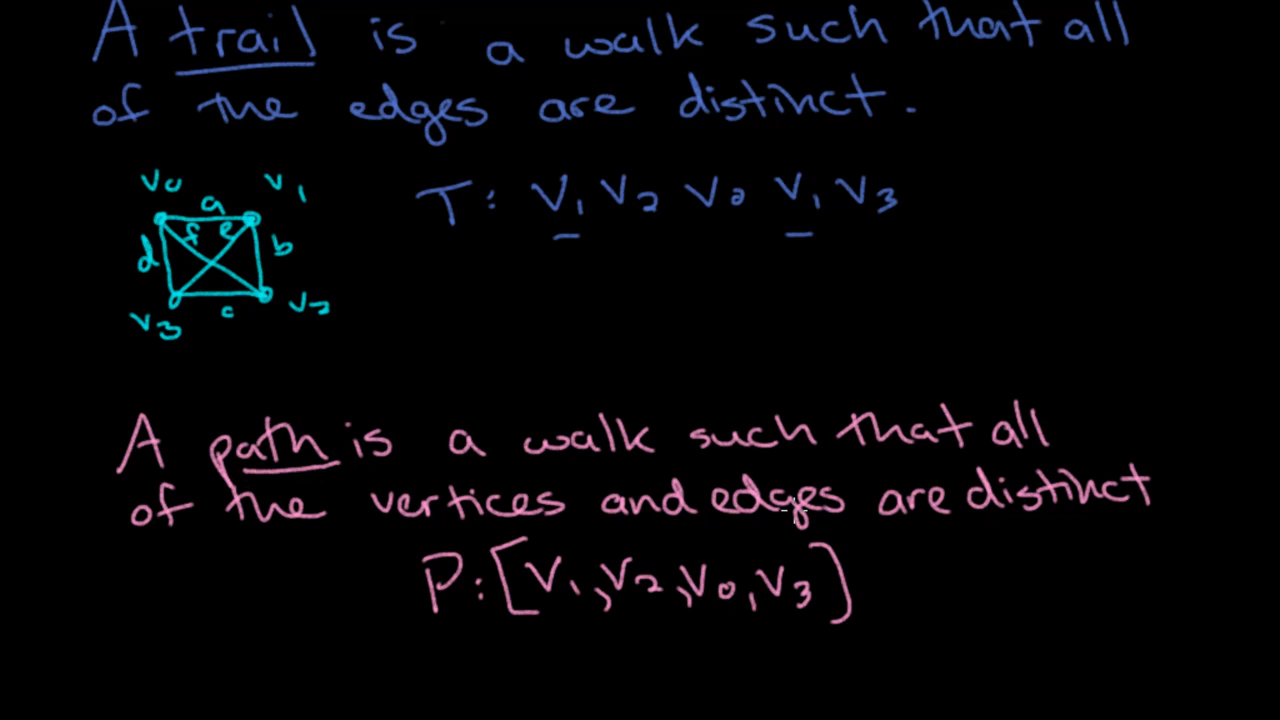 A trail is a walk such that all
of the edges are distinct.
V0 V1
a
f e
d b
c
V3 V2
T: V1 V2 V0 V1 V3
A path is a walk such that all
of the vertices and edges are distinct
P: [V1, V2, V0, V3]